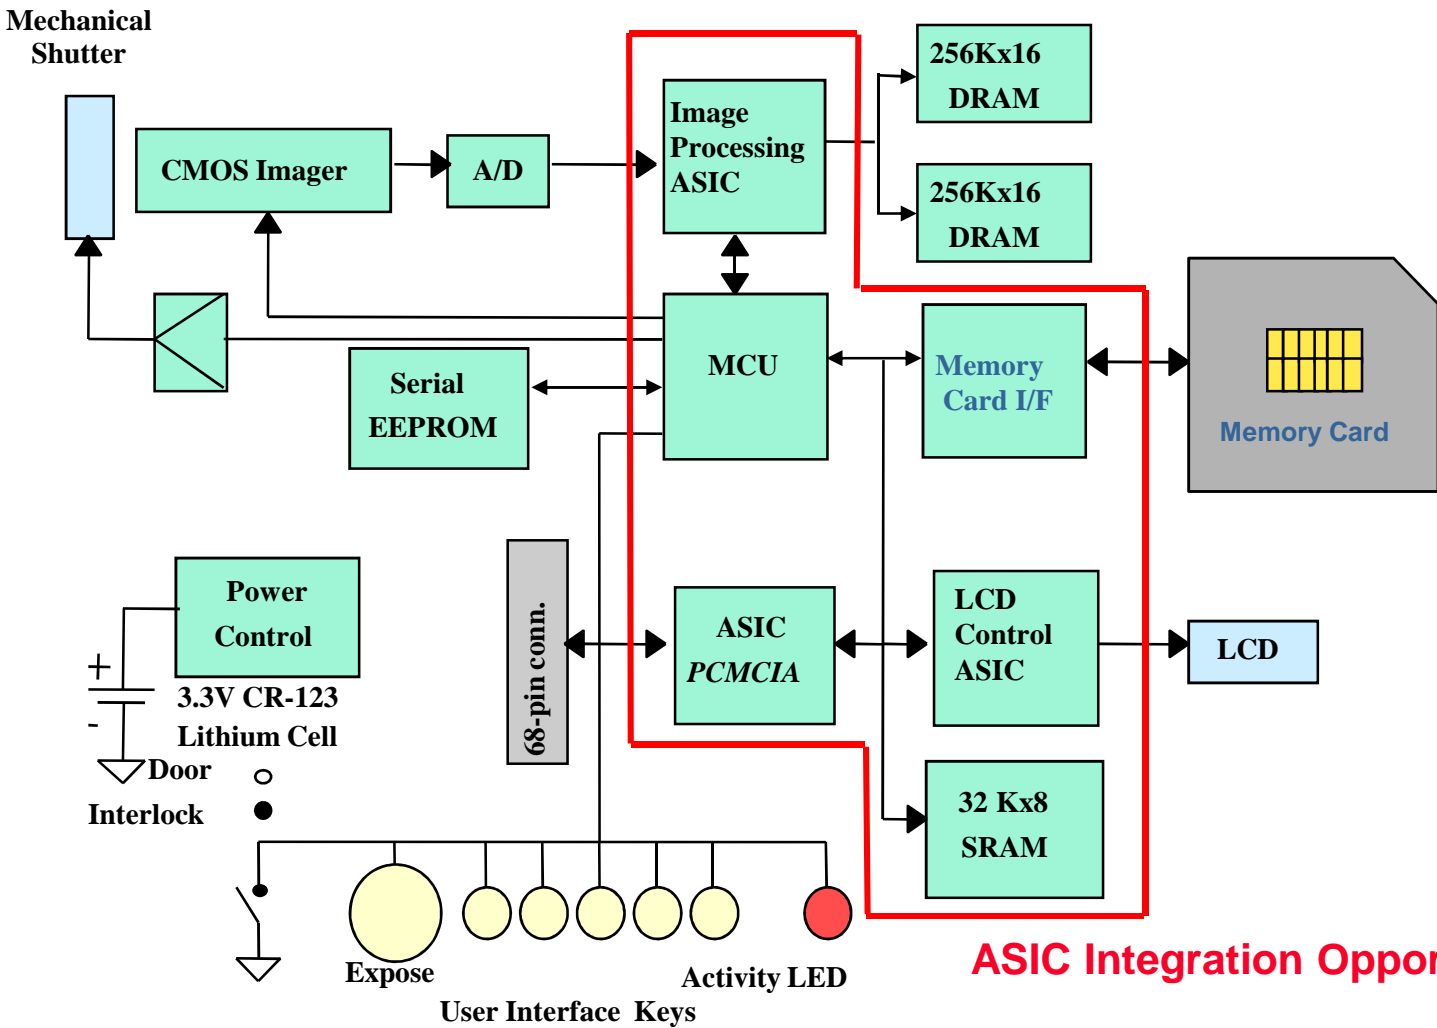 Mechanical
Shutter
CMOS Imager
A/D
Image
Processing
ASIC
256Kx16
DRAM
256Kx16
DRAM
MCU
Serial
EEPROM
Memory
Card I/F
Memory Card
Power
Control
+
-
3.3V CR-123
Lithium Cell
Door
Interlock
68-pin conn.
ASIC
PCMCIA
LCD
Control
ASIC
LCD
32 Kx8
SRAM
Expose
Activity LED
User Interface Keys
ASIC Integration Oppor